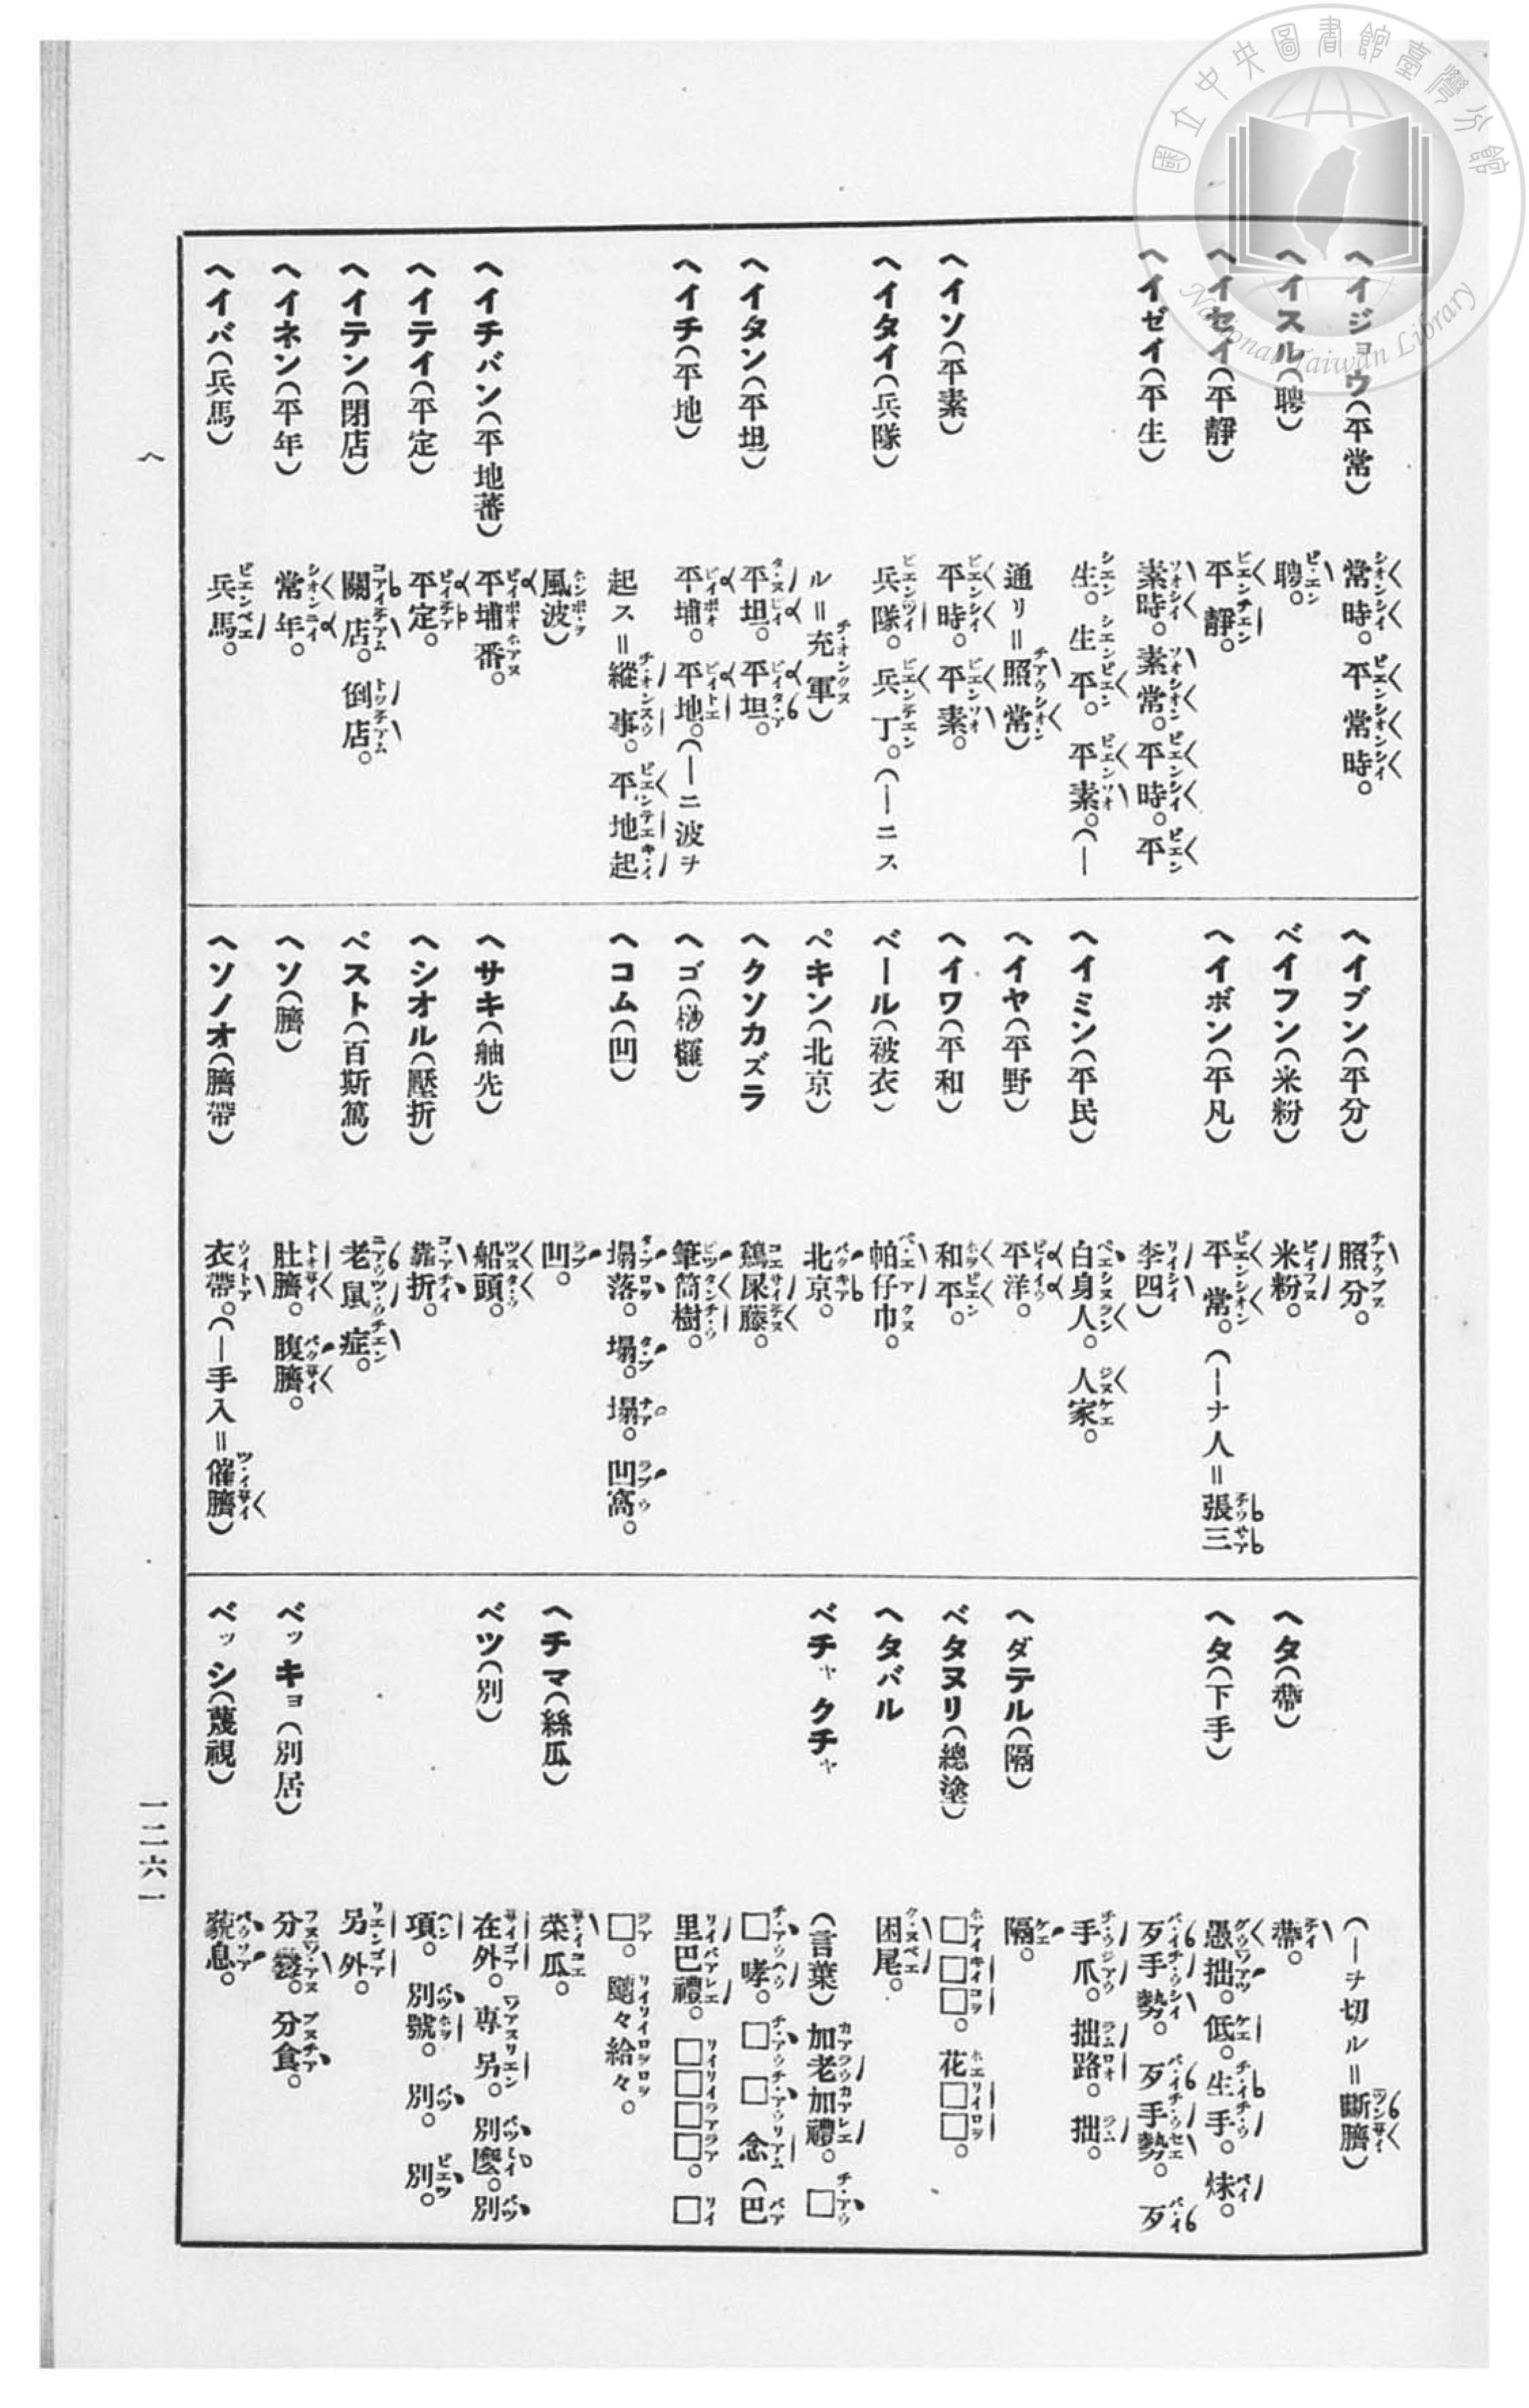 國立中央圖書館臺灣分館
National Taiwan Library
ヘイジョウ(平常) 常時。平常時。
ヘイスル(聘) 聘。
ヘイセイ(平靜) 平靜。
ヘイゼイ(平生) 素時。素常。平時。平
生。生平。平素。(—
通リ=照常)
ヘイソ(平素) 平時。平素。
ヘイタイ(兵隊) 兵隊。兵丁。(—ニス
ル=充軍)
ヘイタン(平坦) 平坦。平坦。
ヘイチ(平地) 平埔。平地。(—ニ波ヲ
起ス=縱事。平地起
風波)
ヘイチバン(平地蕃) 平埔番。
ヘイテイ(平定) 平定。
ヘイテン(閉店) 關店。倒店。
ヘイネン(平年) 常年。
ヘイバ(兵馬) 兵馬。
ヘイブン(平分) 照分。
ベイフン(米粉) 米粉。
ヘイボン(平凡) 平常。(—ナ人=張三
李四)
ヘイミン(平民) 白身人。人家。
ヘイヤ(平野) 平洋。
ヘイワ(平和) 和平。
ベール(被衣) 帕仔巾。
ペキン(北京) 北京。
ヘクソカズラ 鷄屎藤。
ヘゴ(桫欏) 筆筒樹。
ヘコム(凹) 塌落。塌。塌。凹窩。
凹。
ヘサキ(舳先) 船頭。
ヘシオル(壓折) 靠折。
ペスト(百斯篤) 老鼠症。
ヘソ(臍) 肚臍。腹臍。
ヘソノオ(臍帶) 衣帶。(—手入=催臍)
(—ヲ切ル=斷臍)
ヘタ(蔕) 蔕。
ヘタ(下手) 愚拙。低。生手。
歹手勢。歹手勢。歹
手爪。拙路。拙。
ヘダテル(隔) 隔。
ベタヌリ(總塗) □□□。花□□。
ヘタバル 困尾。
ベチャクチャ (言葉)加老加禮。□
□哮。□□念(巴
里巴禮。□□□□。□
□。々給々。
ヘチマ(絲瓜) 菜瓜。
ベツ(別) 在外。專另。別麼。別
項。別號。別。別。
另外。
ベッキョ(別居) 分爨。分食。
ベッシ(蔑視) 藐息。
ヘ
一二六一